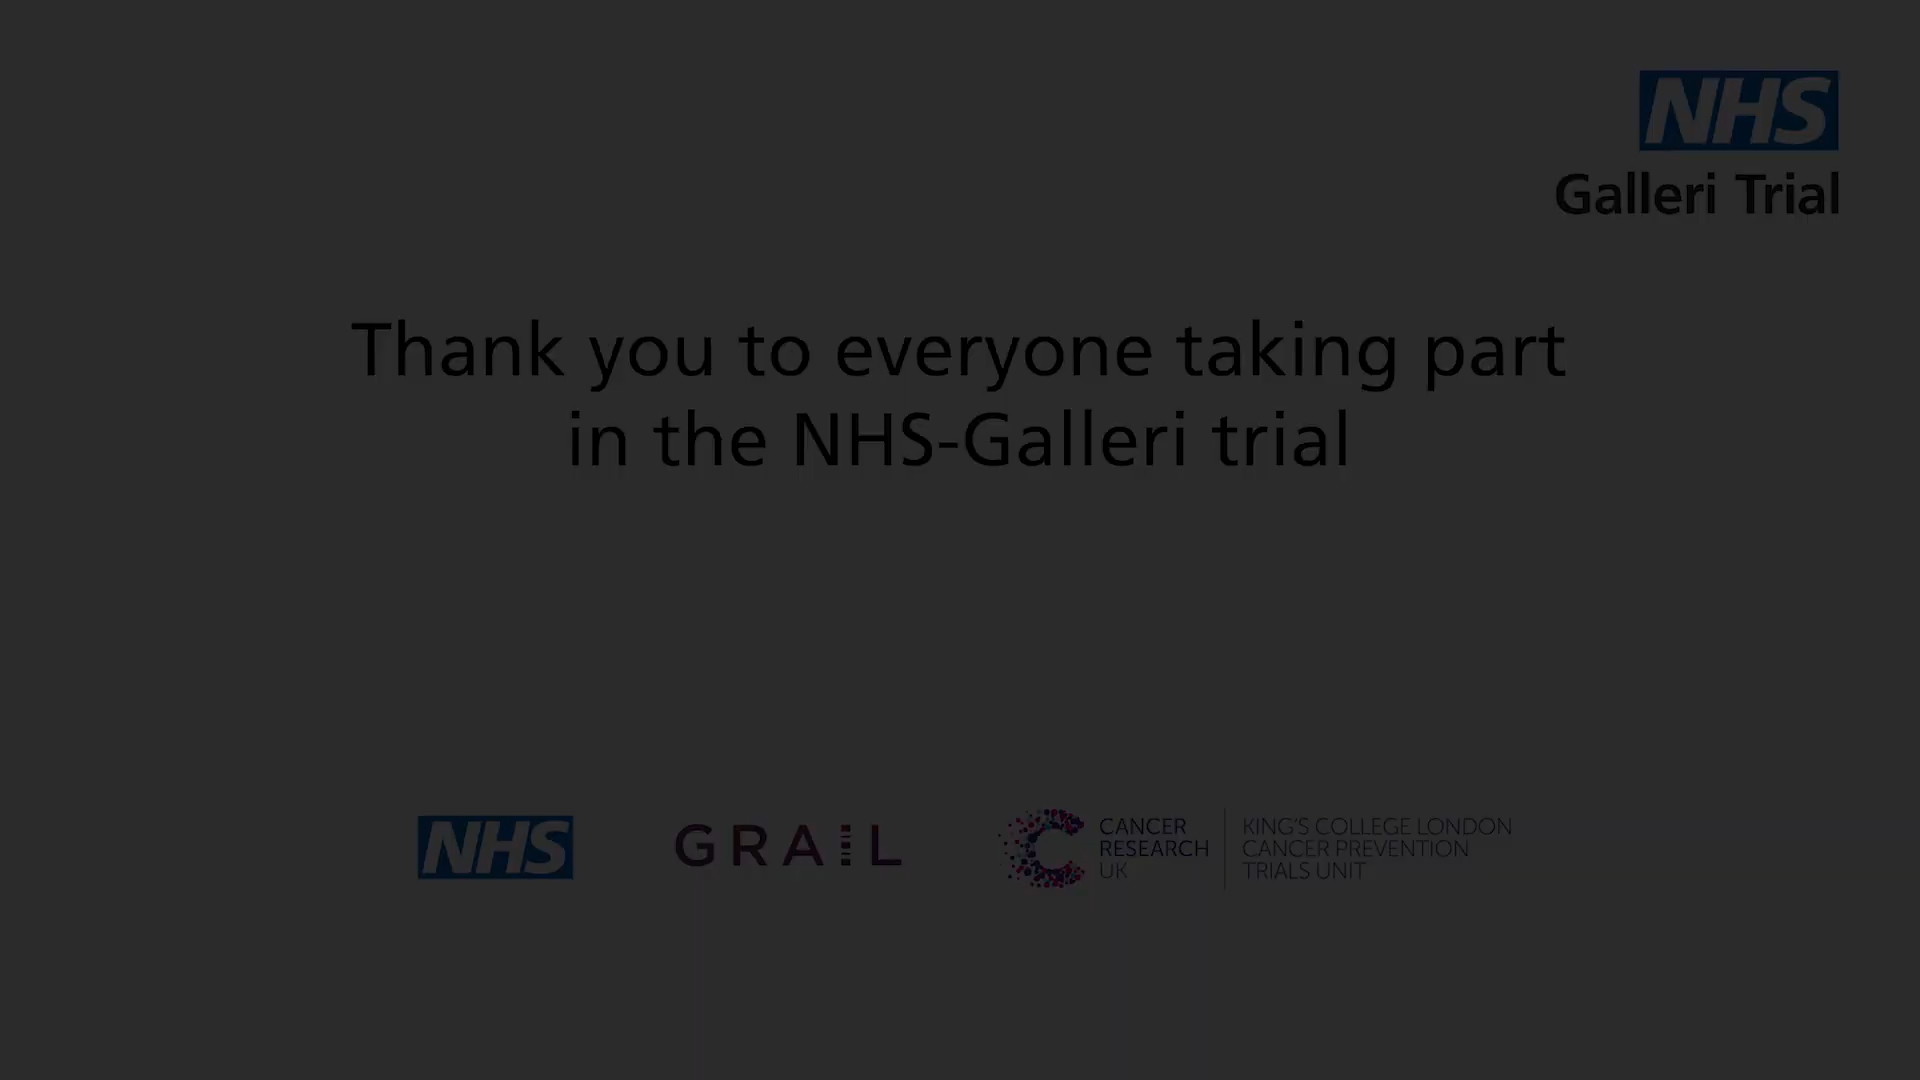 NHS
Galleri Trial
Thank you to everyone taking part
in the NHS-Galleri trial
NHS
GRAIL
CANCER
RESEARCH
UK
KING'S COLLEGE LONDON
CANCER PREVENTION
TRIALS UNIT